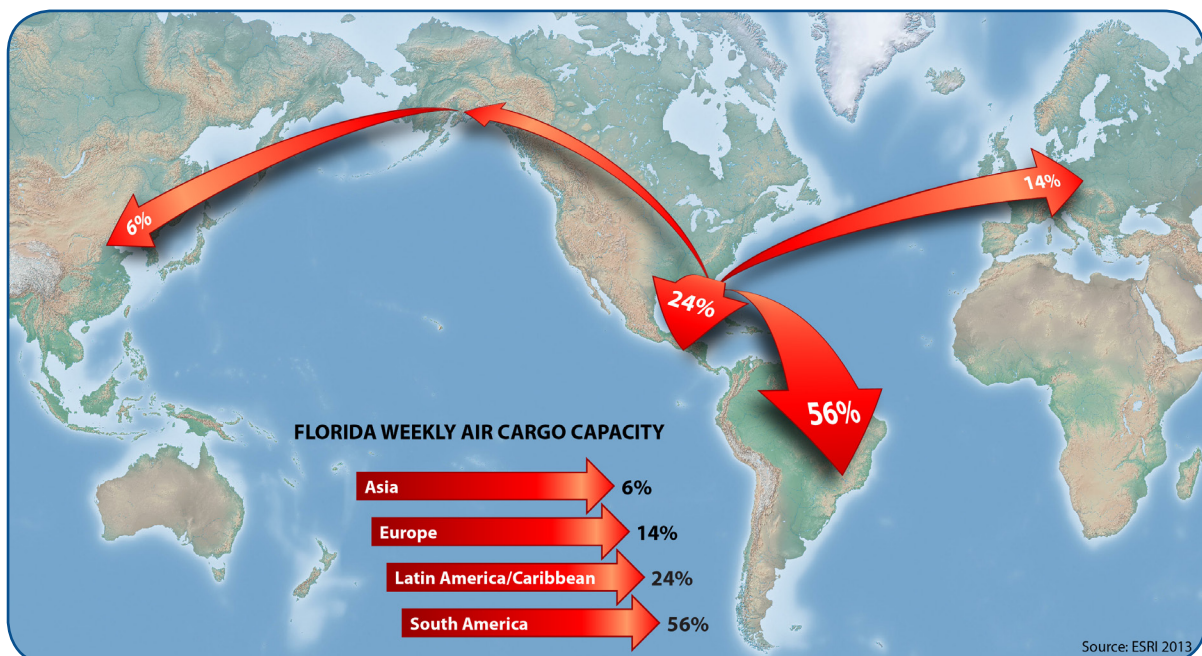 6%
14%
24%
56%
FLORIDA WEEKLY AIR CARGO CAPACITY
Asia 6%
Europe 14%
Latin America/Caribbean 24%
South America 56%
Source: ESRI 2013